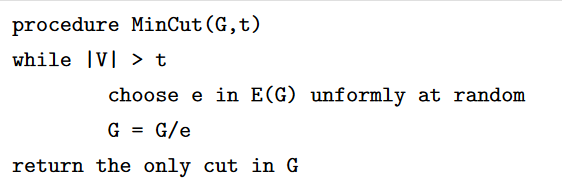 procedure MinCut(G,t)
while |V| > t
choose e in E(G) unformly at random
G = G/e
return the only cut in G